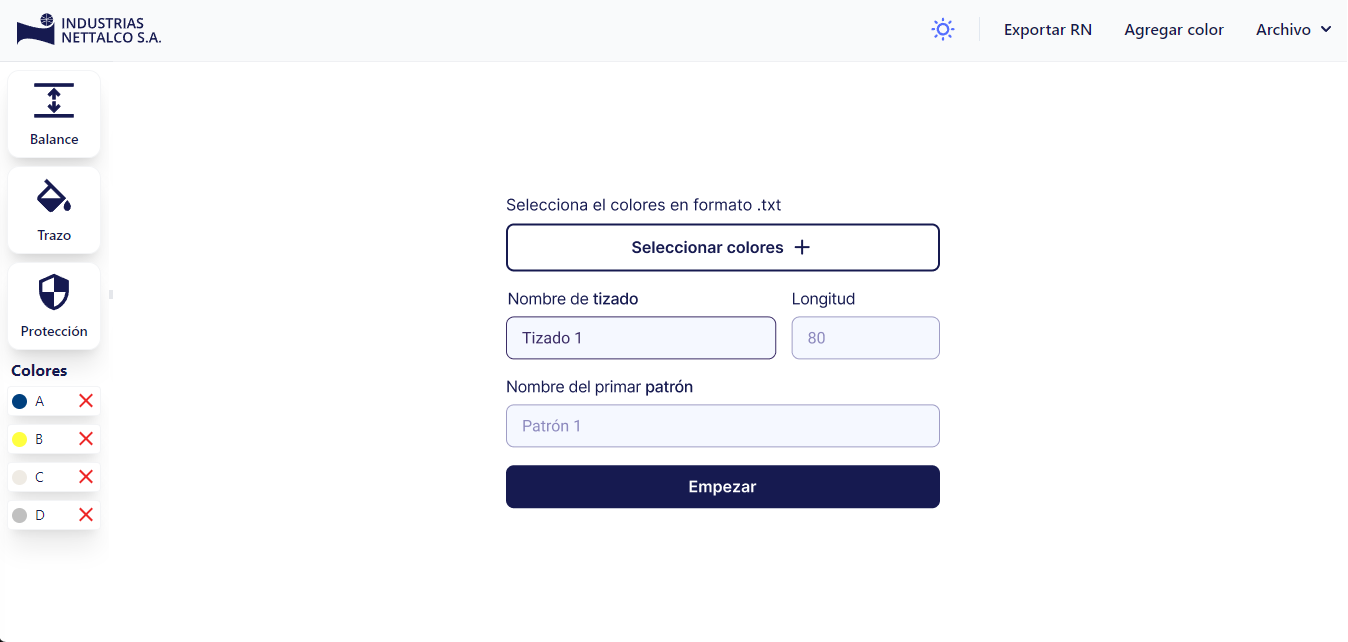 INDUSTRIAS
NETTALCO S.A.
Exportar RN
Agregar color
Archivo
Balance
Trazo
Protección
Colores
A
B
C
D
Selecciona el colores en formato .txt
Seleccionar colores
Nombre de tizado
Longitud
Tizado 1
80
Nombre del primar patrón
Patrón 1
Empezar